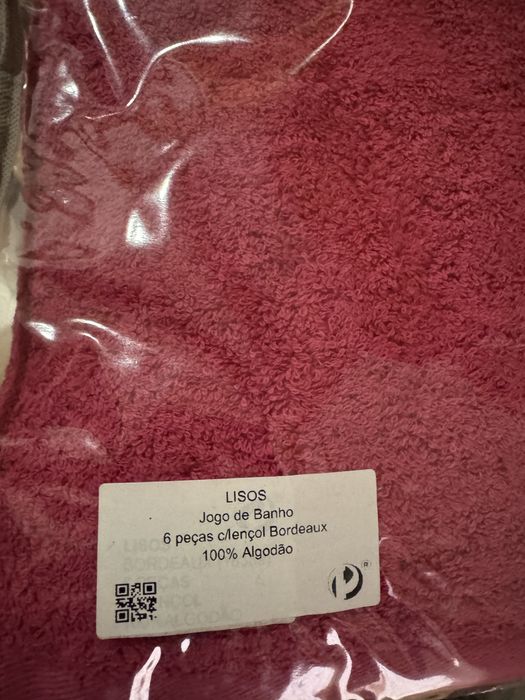 LISOS
Jogo de Banho
6 peças c/lençol Bordeaux
100% Algodão
®